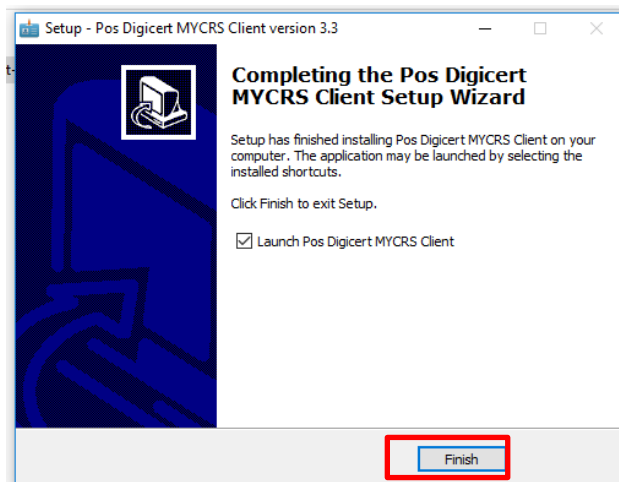 Setup - Pos Digicert MYCRS Client version 3.3
Completing the Pos Digicert
MYCRS Client Setup Wizard
Setup has finished installing Pos Digicert MYCRS Client on your
computer. The application may be launched by selecting the
installed shortcuts.
Click Finish to exit Setup.
Launch Pos Digicert MYCRS Client
Finish